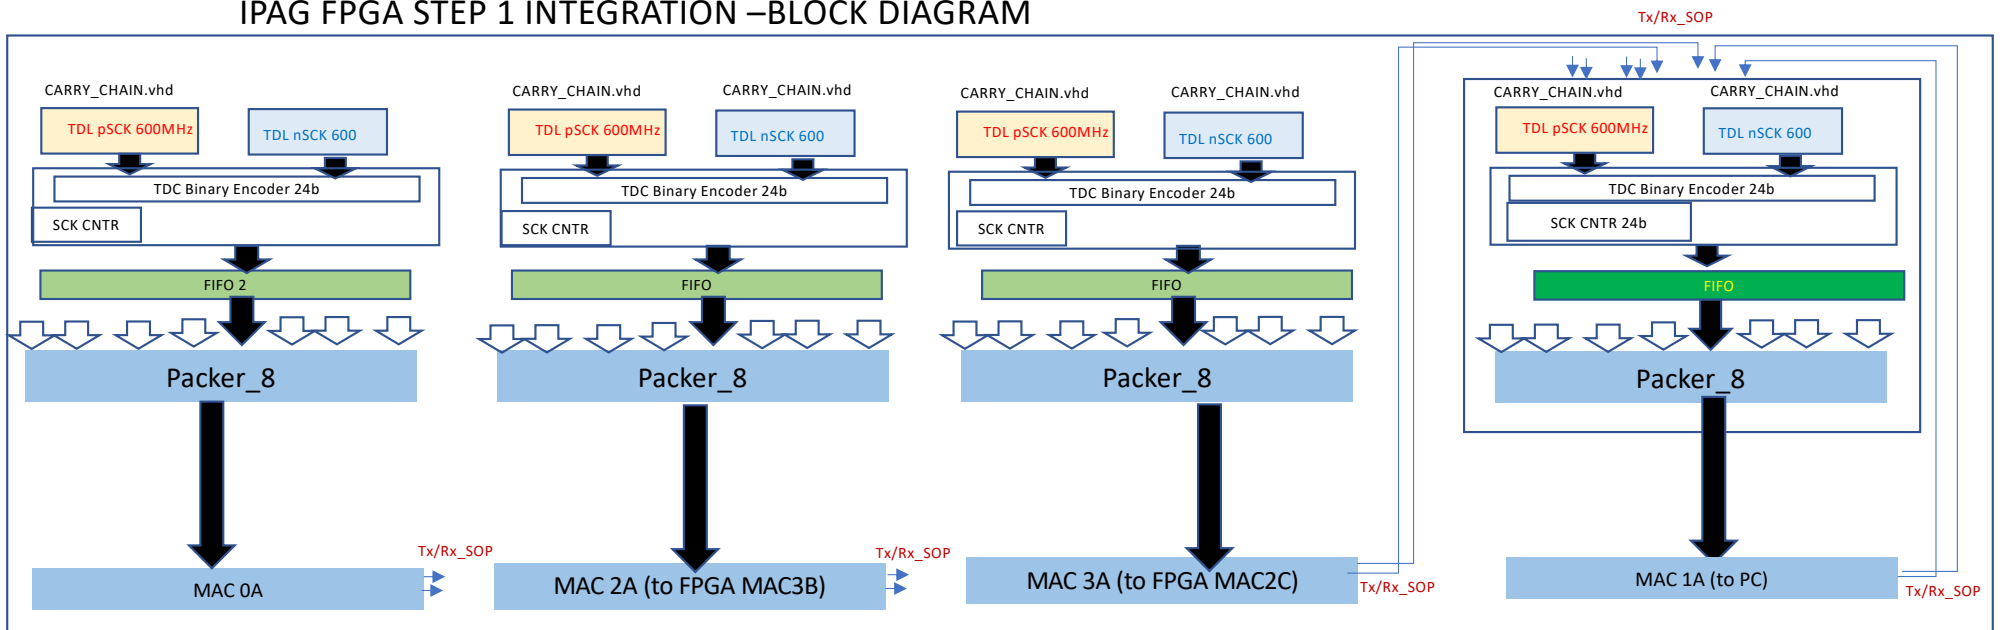 IPAG FPGA STEP 1 INTEGRATION –BLOCK DIAGRAM
Tx/Rx_SOP
CARRY_CHAIN.vhd
TDL pSCK 600MHz
TDL nSCK 600
TDC Binary Encoder 24b
SCK CNTR
FIFO 2
Packer_8
MAC 0A
Tx/Rx_SOP
CARRY_CHAIN.vhd
CARRY_CHAIN.vhd
TDL pSCK 600MHz
TDL nSCK 600
TDC Binary Encoder 24b
SCK CNTR
FIFO
Packer_8
MAC 2A (to FPGA MAC3B)
Tx/Rx_SOP
CARRY_CHAIN.vhd
CARRY_CHAIN.vhd
TDL pSCK 600MHz
TDL nSCK 600
TDC Binary Encoder 24b
SCK CNTR
FIFO
Packer_8
MAC 3A (to FPGA MAC2C)
Tx/Rx_SOP
CARRY_CHAIN.vhd
CARRY_CHAIN.vhd
TDL pSCK 600MHz
TDL nSCK 600
TDC Binary Encoder 24b
SCK CNTR 24b
FIFO
Packer_8
MAC 1A (to PC)
Tx/Rx_SOP